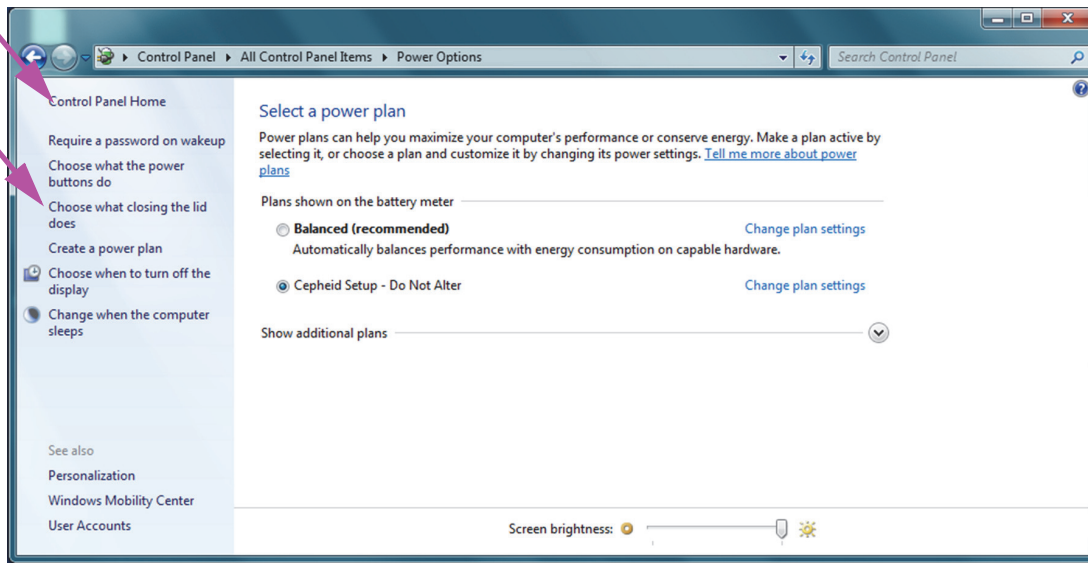 Control Panel ▸ All Control Panel Items ▸ Power Options
Search Control Panel
Control Panel Home
Require a password on wakeup
Choose what the power
buttons do
Choose what closing the lid
does
Create a power plan
Choose when to turn off the
display
Change when the computer
sleeps
See also
Personalization
Windows Mobility Center
User Accounts
Select a power plan
Power plans can help you maximize your computer's performance or conserve energy. Make a plan active by
selecting it, or choose a plan and customize it by changing its power settings. Tell me more about power
plans
Plans shown on the battery meter
Balanced (recommended) Change plan settings
Automatically balances performance with energy consumption on capable hardware.
Cepheid Setup - Do Not Alter Change plan settings
Show additional plans
Screen brightness: